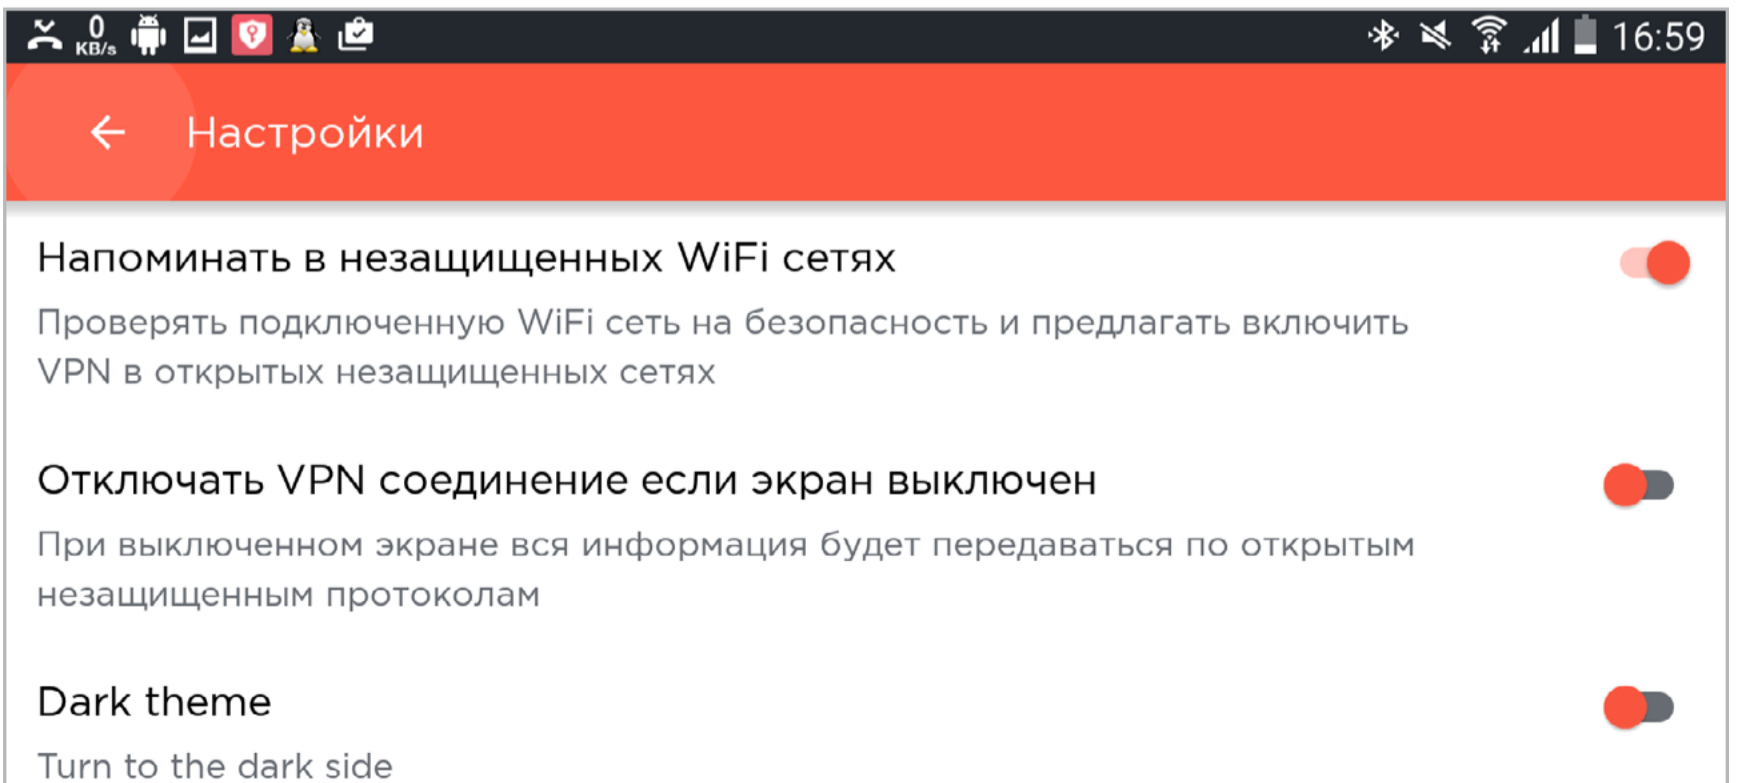 0
KB/s
16:59
Настройки
Напоминать в незащищенных WiFi сетях
Проверять подключенную WiFi сеть на безопасность и предлагать включить
VPN в открытых незащищенных сетях
Отключать VPN соединение если экран выключен
При выключенном экране вся информация будет передаваться по открытым
незащищенным протоколам
Dark theme
Turn to the dark side